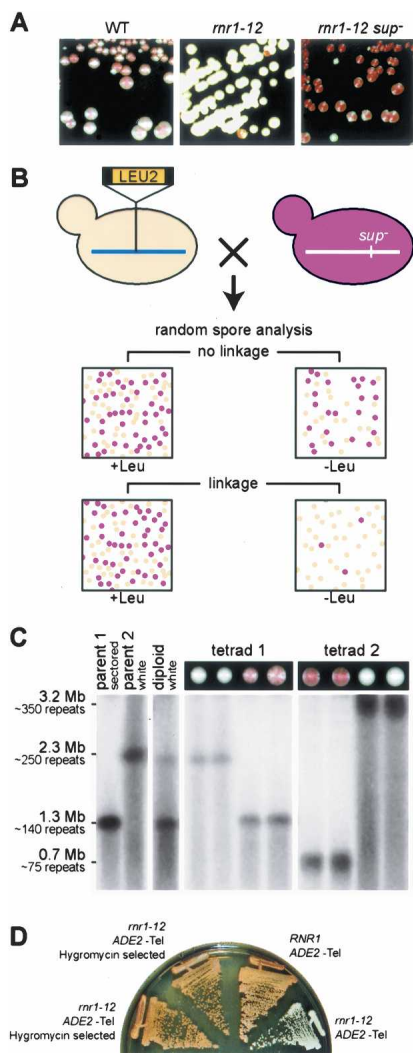 A
WT
rnr1-12
rnr1-12 sup-
B
LEU2
sup-
random spore analysis
no linkage
+Leu
-Leu
linkage
+Leu
-Leu
C
parent 1
sectored
parent 2
white
diploid
white
tetrad 1
tetrad 2
3.2 Mb
~350 repeats
2.3 Mb
~250 repeats
1.3 Mb
~140 repeats
0.7 Mb
~75 repeats
D
rnr1-12
ADE2 -Tel
Hygromycin selected
RNR1
ADE2 -Tel
rnr1-12
ADE2 -Tel
Hygromycin selected
rnr1-12
ADE2 -Tel